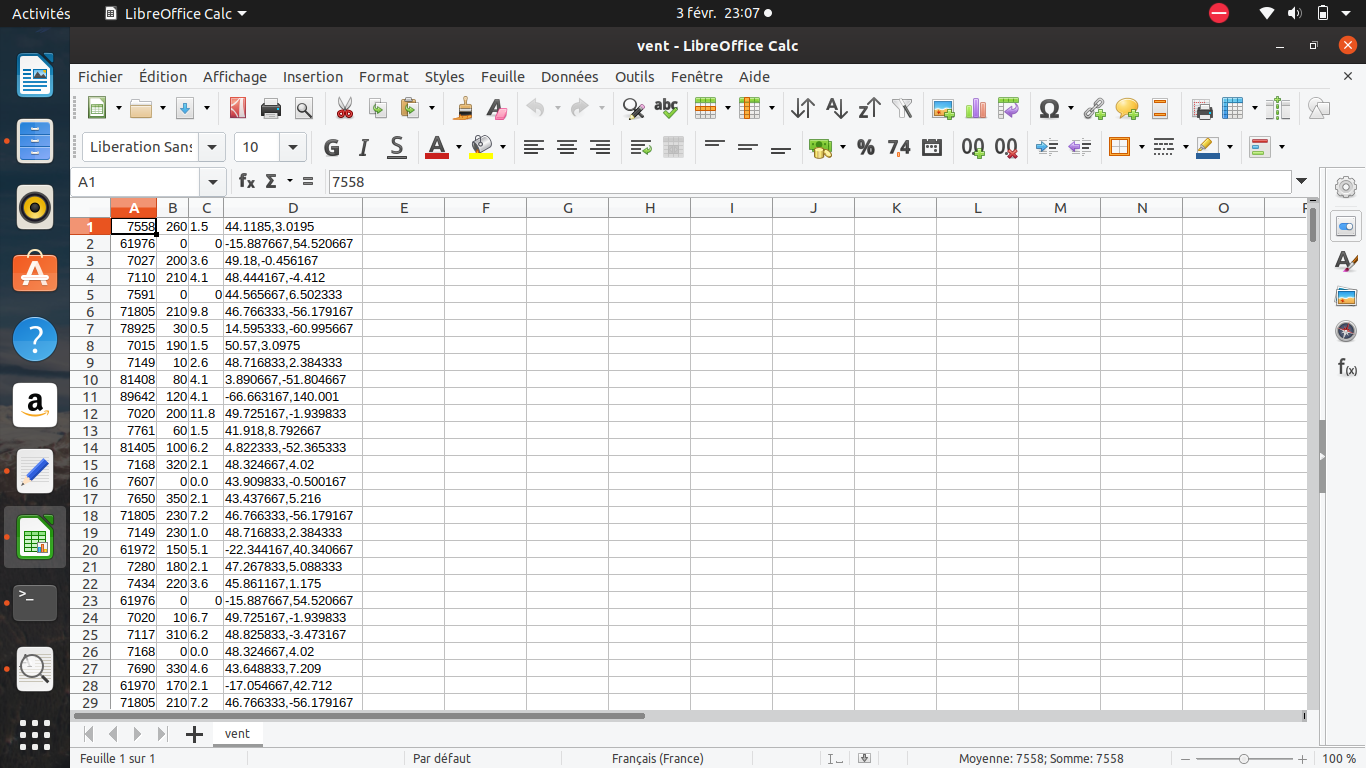 Activités LibreOffice Calc 3 févr. 23:07
vent - LibreOffice Calc
Fichier Édition Affichage Insertion Format Styles Feuille Données Outils Fenêtre Aide
abc
Liberation Sans 10 G I S A % 7.4 00 00
A1 fx Σ = 7558
A B C D E F G H I J K L M N O P
1 7558 260 1.5 44.1185,3.0195
2 61976 0 0 -15.887667,54.520667
3 7027 200 3.6 49.18,-0.456167
4 7110 210 4.1 48.444167,-4.412
5 7591 0 0 44.565667,6.502333
6 71805 210 9.8 46.766333,-56.179167
7 78925 30 0.5 14.595333,-60.995667
8 7015 190 1.5 50.57,3.0975
9 7149 10 2.6 48.716833,2.384333
10 81408 80 4.1 3.890667,-51.804667
11 89642 120 4.1 -66.663167,140.001
12 7020 200 11.8 49.725167,-1.939833
13 7761 60 1.5 41.918,8.792667
14 81405 100 6.2 4.822333,-52.365333
15 7168 320 2.1 48.324667,4.02
16 7607 0 0.0 43.909833,-0.500167
17 7650 350 2.1 43.437667,5.216
18 71805 230 7.2 46.766333,-56.179167
19 7149 230 1.0 48.716833,2.384333
20 61972 150 5.1 -22.344167,40.340667
21 7280 180 2.1 47.267833,5.088333
22 7434 220 3.6 45.861167,1.175
23 61976 0 0 -15.887667,54.520667
24 7020 10 6.7 49.725167,-1.939833
25 7117 310 6.2 48.825833,-3.473167
26 7168 0 0.0 48.324667,4.02
27 7690 330 4.6 43.648833,7.209
28 61970 170 2.1 -17.054667,42.712
29 71805 210 7.2 46.766333,-56.179167
vent
Feuille 1 sur 1 Par défaut Français (France) Moyenne: 7558; Somme: 7558 100 %